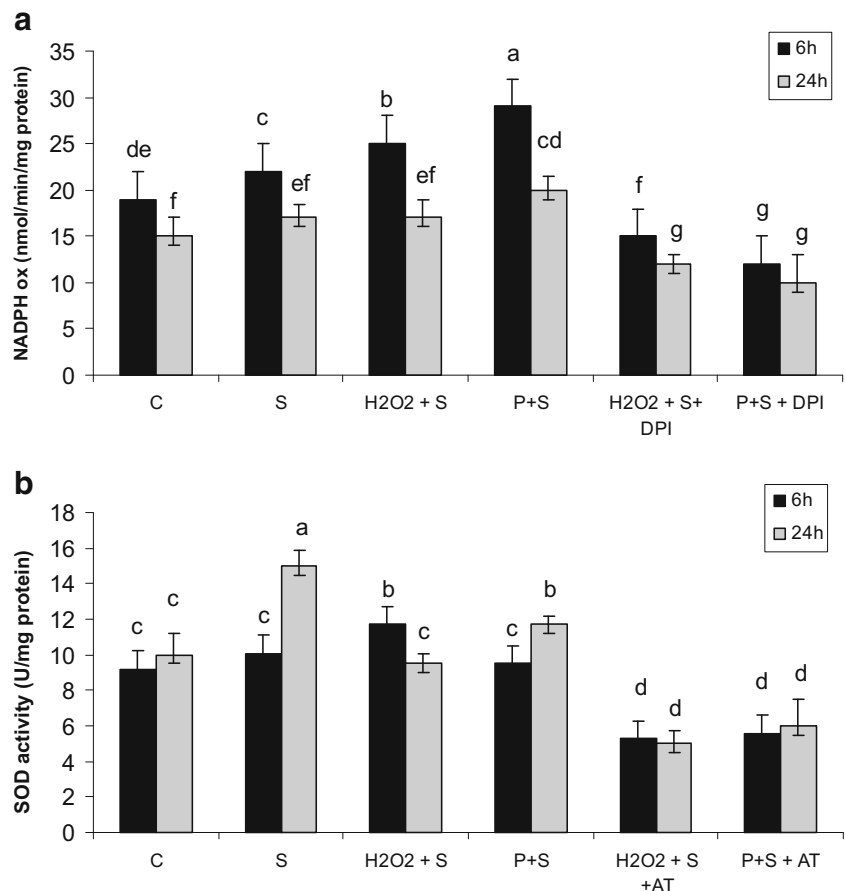 a
NADPH ox (nmol/min/mg protein)
35
30
25
20
15
10
5
0
6h
24h
de
f
c
ef
b
ef
a
cd
f
g
g
g
C
S
H2O2 + S
P+S
H2O2 + S+
DPI
P+S + DPI
b
SOD activity (U/mg protein)
18
16
14
12
10
8
6
4
2
0
6h
24h
c
c
c
a
b
c
c
b
d
d
d
d
C
S
H2O2 + S
P+S
H2O2 + S
+AT
P+S + AT